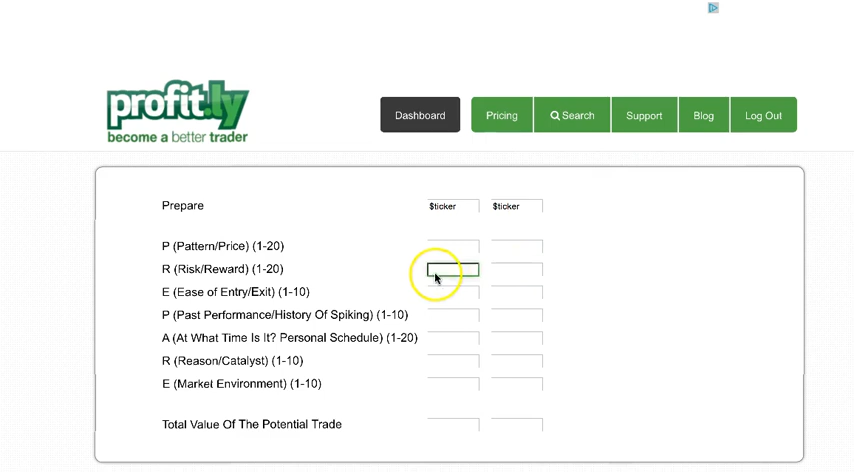 profit.ly
become a better trader
Dashboard
Pricing
Search
Support
Blog
Log Out
Prepare
$ticker
$ticker
P (Pattern/Price) (1-20)
R (Risk/Reward) (1-20)
E (Ease of Entry/Exit) (1-10)
P (Past Performance/History Of Spiking) (1-10)
A (At What Time Is It? Personal Schedule) (1-20)
R (Reason/Catalyst) (1-10)
E (Market Environment) (1-10)
Total Value Of The Potential Trade